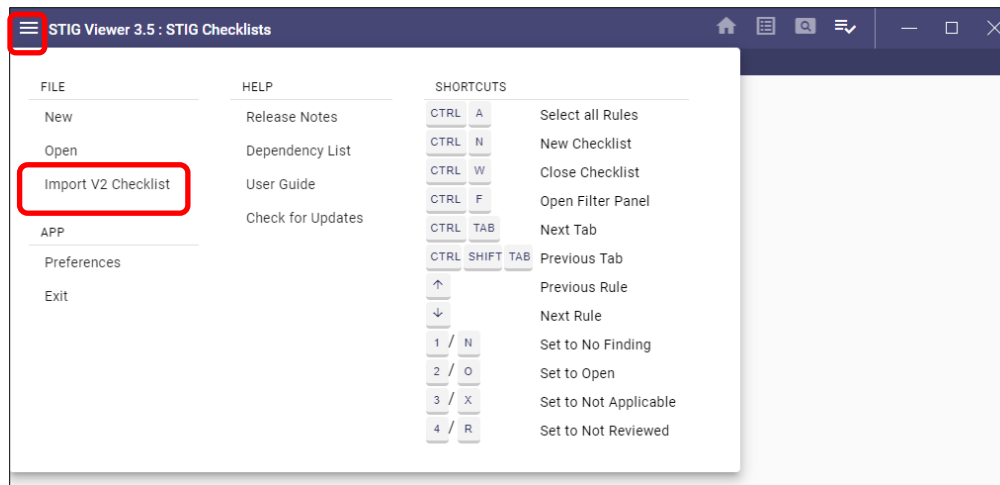 STIG Viewer 3.5 : STIG Checklists
FILE
New
Open
Import V2 Checklist
APP
Preferences
Exit
HELP
Release Notes
Dependency List
User Guide
Check for Updates
SHORTCUTS
CTRL A Select all Rules
CTRL N New Checklist
CTRL W Close Checklist
CTRL F Open Filter Panel
CTRL TAB Next Tab
CTRL SHIFT TAB Previous Tab
↑ Previous Rule
↓ Next Rule
1 / N Set to No Finding
2 / O Set to Open
3 / X Set to Not Applicable
4 / R Set to Not Reviewed